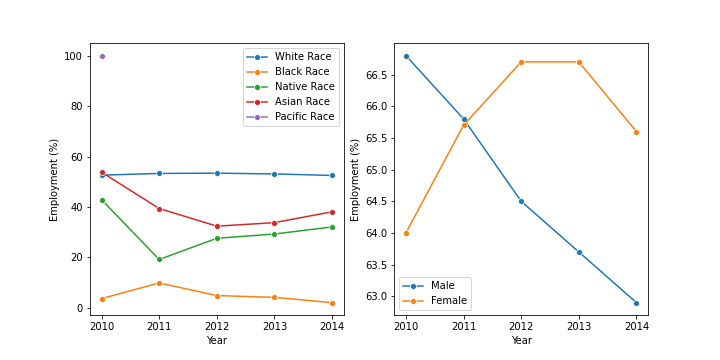 100
80
60
40
20
0
Employment (%)
2010 2011 2012 2013 2014
Year
White Race
Black Race
Native Race
Asian Race
Pacific Race
66.5
66.0
65.5
65.0
64.5
64.0
63.5
63.0
Employment (%)
2010 2011 2012 2013 2014
Year
Male
Female